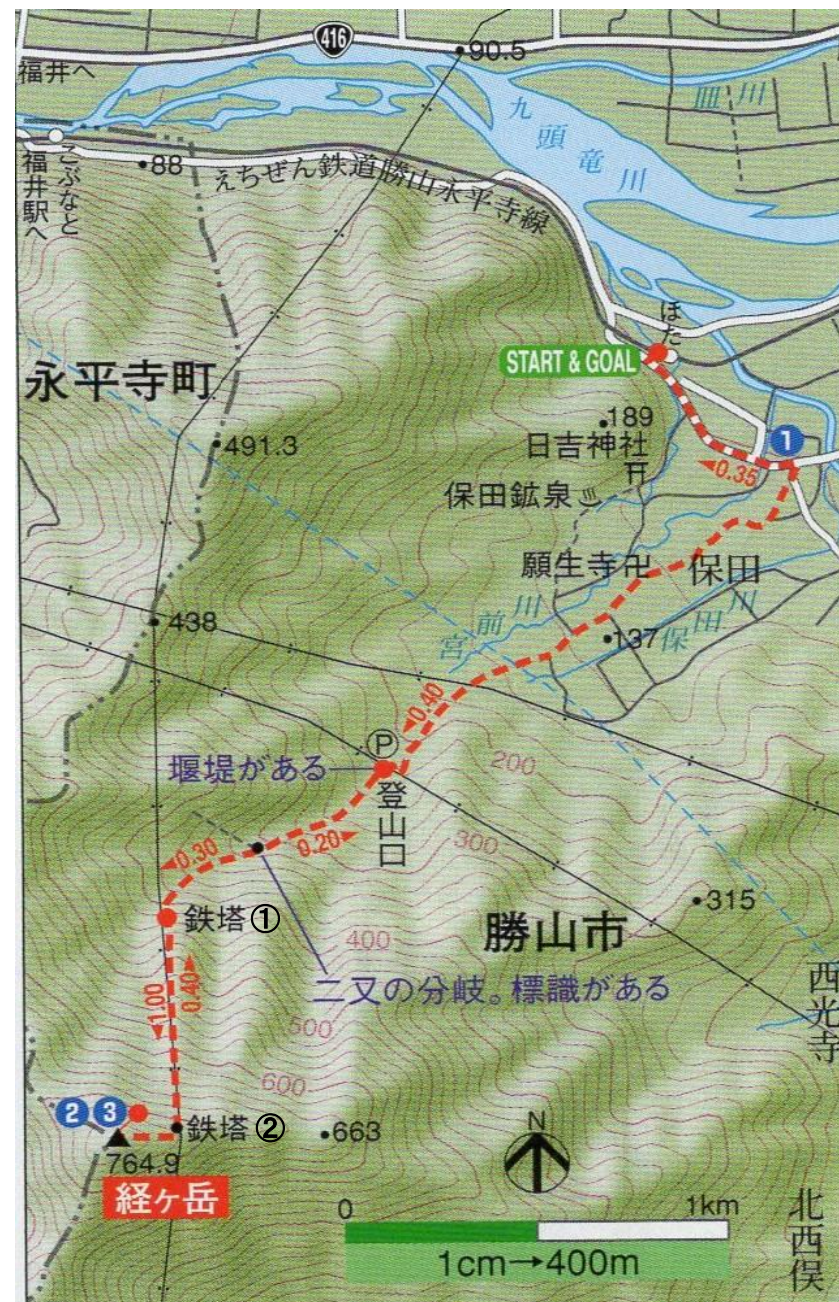 416
90.5
福井へ
九頭竜川
皿川
こぶなと
福井駅へ
88
えちぜん鉄道勝山永平寺線
ほた
START & GOAL
永平寺町
189
491.3
日吉神社
1
◀0.35
保田鉱泉
願生寺卍
保田
宮前川
438
137
保田川
◀0.40
P
堰堤がある
登山口
200
◀0.30
0.20▶
300
315
鉄塔①
勝山市
400
西光寺
◀1.00
0.40▶
二又の分岐。標識がある
500
600
2 3
鉄塔②
663
N
764.9
経ヶ岳
0
1km
1cm→400m
北西俣